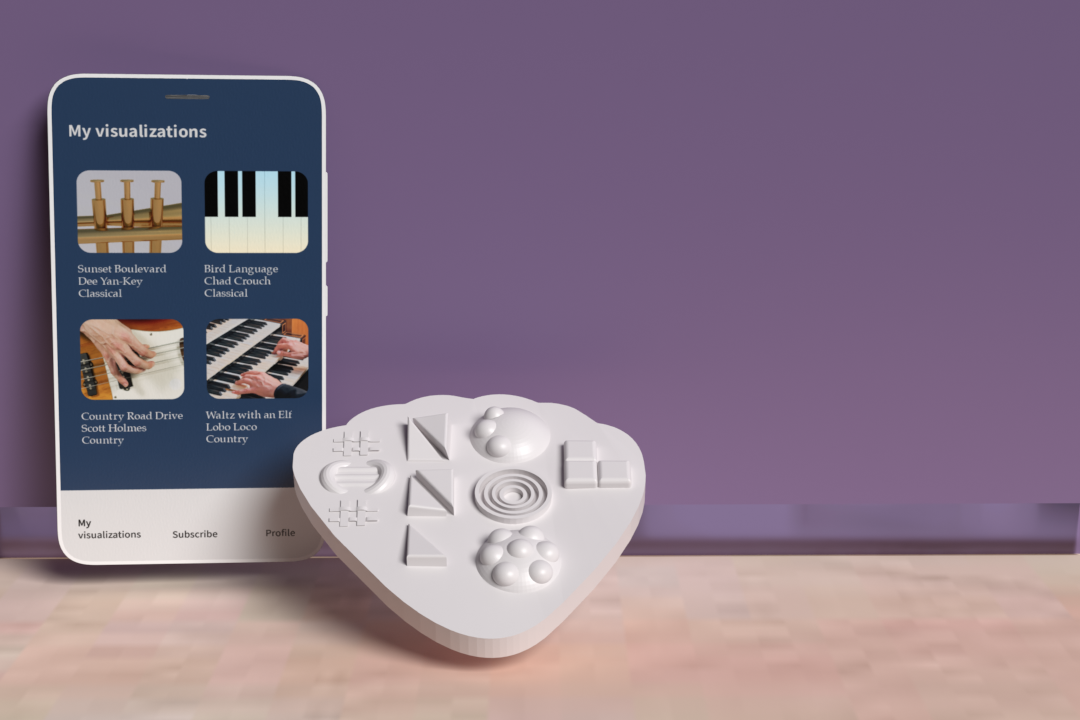 My visualizations
Sunset Boulevard
Dee Yan-Key
Classical
Bird Language
Chad Crouch
Classical
Country Road Drive
Scott Holmes
Country
Waltz with an Elf
Lobo Loco
Country
My
visualizations
Subscribe
Profile